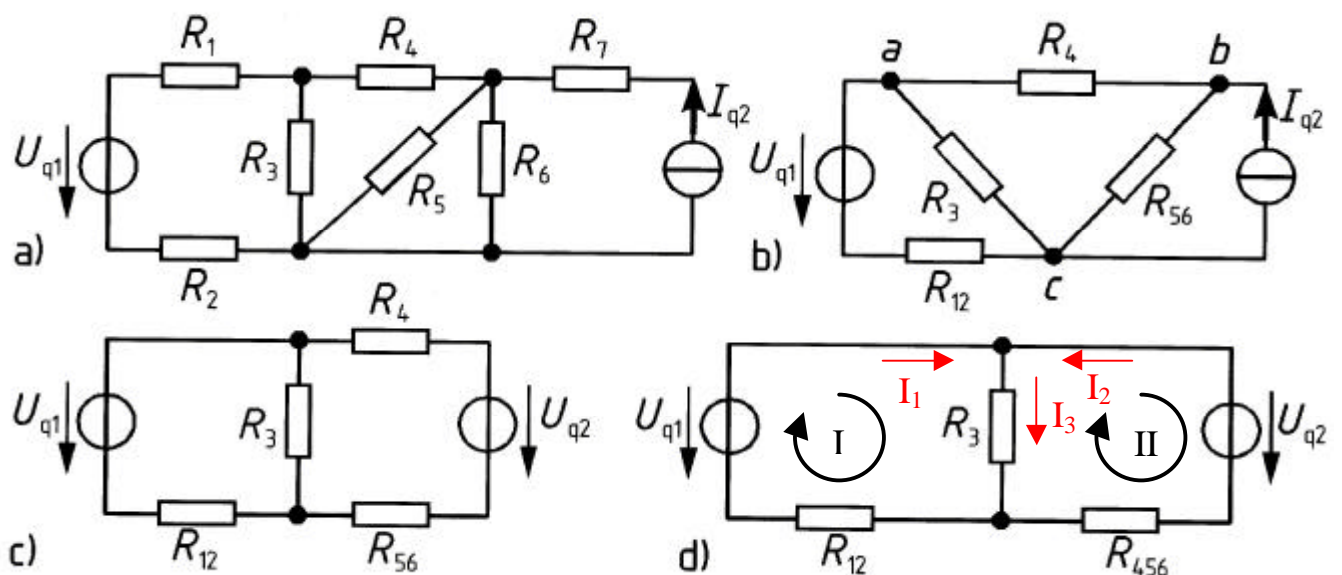 R1 R4 R7
Uq1 R3 R5 R6 Iq2
a) R2
a R4 b
Uq1 R3 R56 Iq2
b) R12 c
R4
Uq1 R3 Uq2
c) R12 R56
I1 I2
Uq1 I R3 I3 II Uq2
d) R12 R456